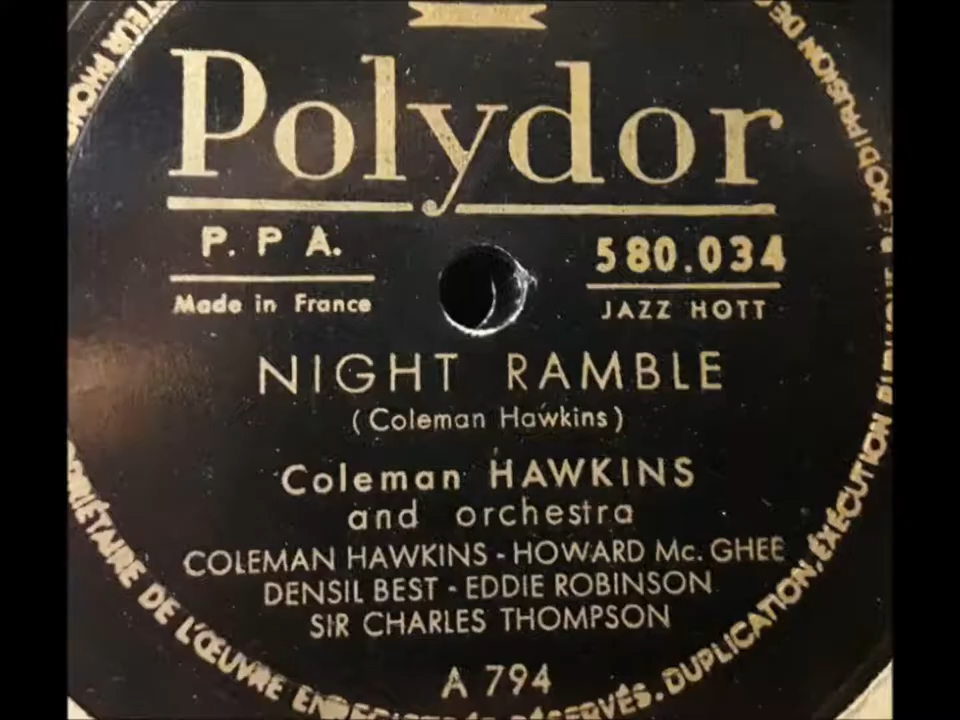 Polydor
P. P A.
580.034
Made in France
JAZZ HOTT
NIGHT RAMBLE
(Coleman Hawkins)
Coleman HAWKINS
and orchestra
COLEMAN HAWKINS - HOWARD Mc. GHEE
DENSIL BEST - EDDIE ROBINSON
SIR CHARLES THOMPSON
A 794
DE L'ŒUVRE
RÉSERVÉS. DUPLICATION, EXÉCUTION